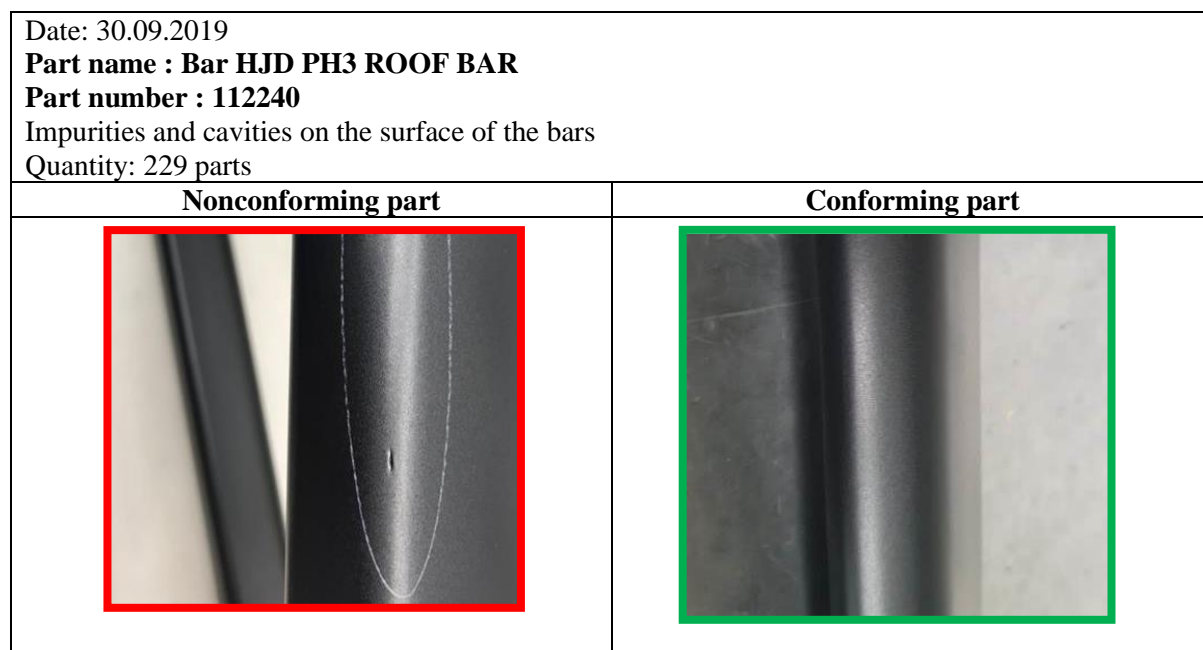 Date: 30.09.2019
Part name : Bar HJD PH3 ROOF BAR
Part number : 112240
Impurities and cavities on the surface of the bars
Quantity: 229 parts
Nonconforming part
Conforming part